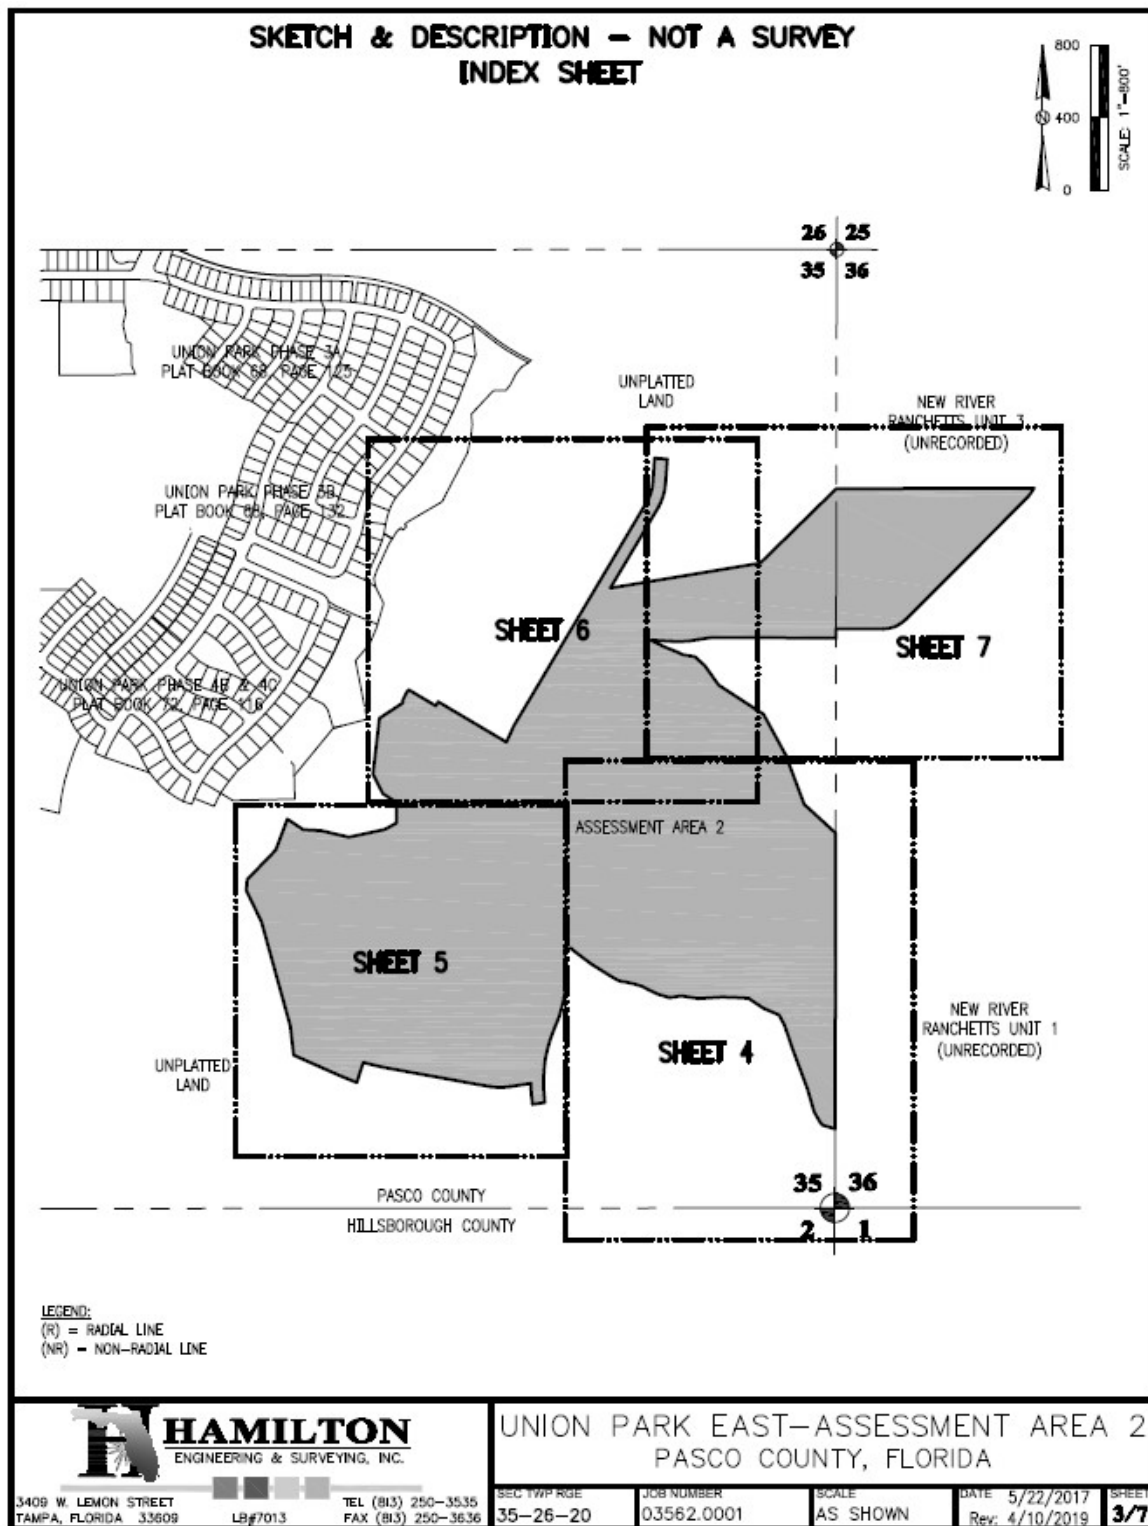 SKETCH & DESCRIPTION – NOT A SURVEY
INDEX SHEET
800
400
0
N
SCALE: 1"=800'
26 25
35 36
UNION PARK PHASE 3A
PLAT BOOK 68, PAGE 125
UNPLATTED
LAND
NEW RIVER
RANCHETTS UNIT 3
(UNRECORDED)
UNION PARK PHASE 3B
PLAT BOOK 68, PAGE 132
SHEET 6
SHEET 7
UNION PARK PHASE 4B & 4C
PLAT BOOK 72, PAGE 116
ASSESSMENT AREA 2
SHEET 5
NEW RIVER
RANCHETTS UNIT 1
(UNRECORDED)
SHEET 4
UNPLATTED
LAND
35 36
2 1
PASCO COUNTY
HILLSBOROUGH COUNTY
LEGEND:
(R) = RADIAL LINE
(NR) – NON–RADIAL LINE
H HAMILTON
ENGINEERING & SURVEYING, INC.
3409 W. LEMON STREET
TAMPA, FLORIDA 33609
LB#7013
TEL (813) 250–3535
FAX (813) 250–3636
UNION PARK EAST–ASSESSMENT AREA 2
PASCO COUNTY, FLORIDA
SEC TWP RGE
35–26–20
JOB NUMBER
03562.0001
SCALE
AS SHOWN
DATE 5/22/2017
Rev: 4/10/2019
SHEET
3/7